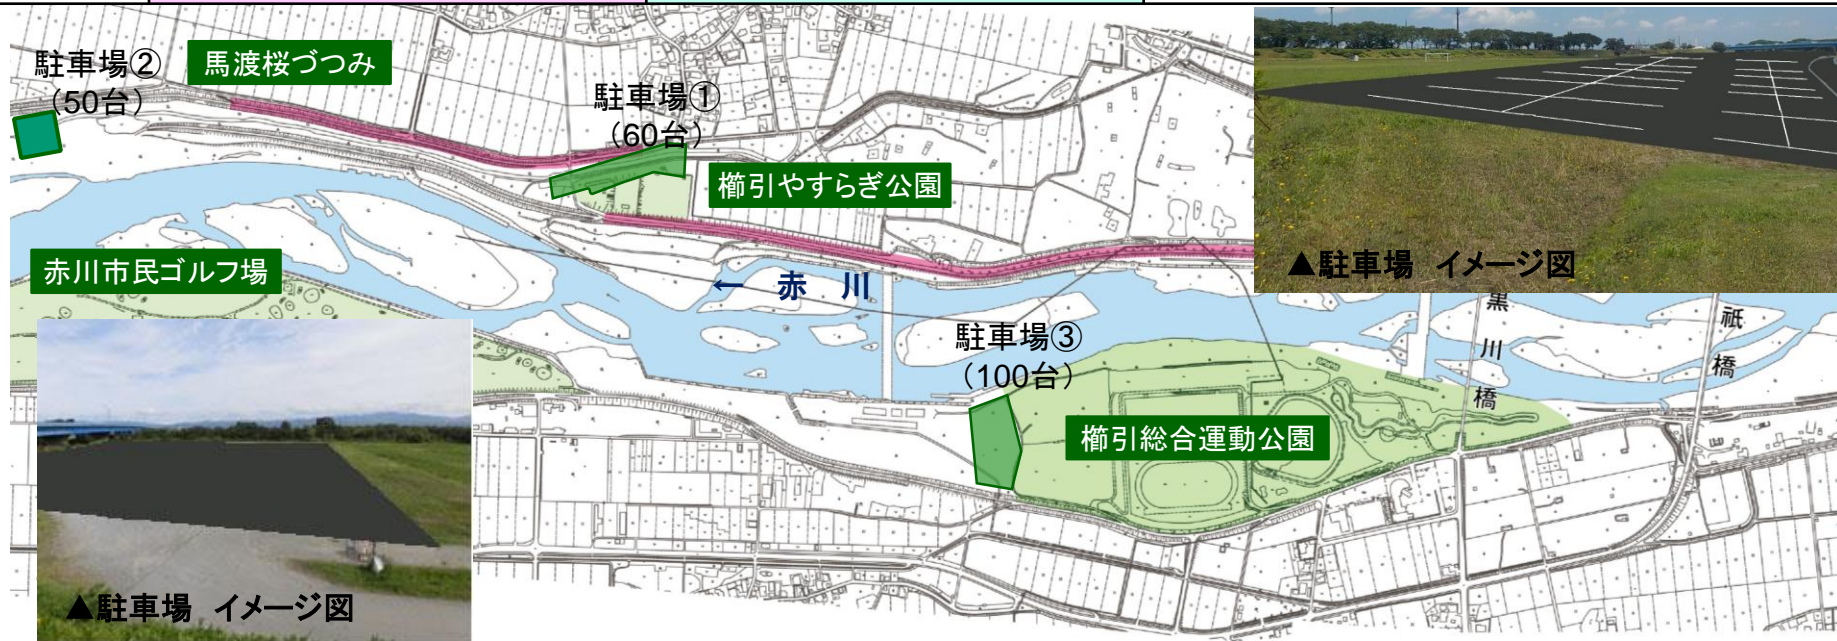 駐車場②
（50台）
馬渡桜づつみ
駐車場①
（60台）
櫛引やすらぎ公園
赤川市民ゴルフ場
← 赤 川
▲駐車場 イメージ図
駐車場③
（100台）
黒川橋
祇橋
櫛引総合運動公園
▲駐車場 イメージ図